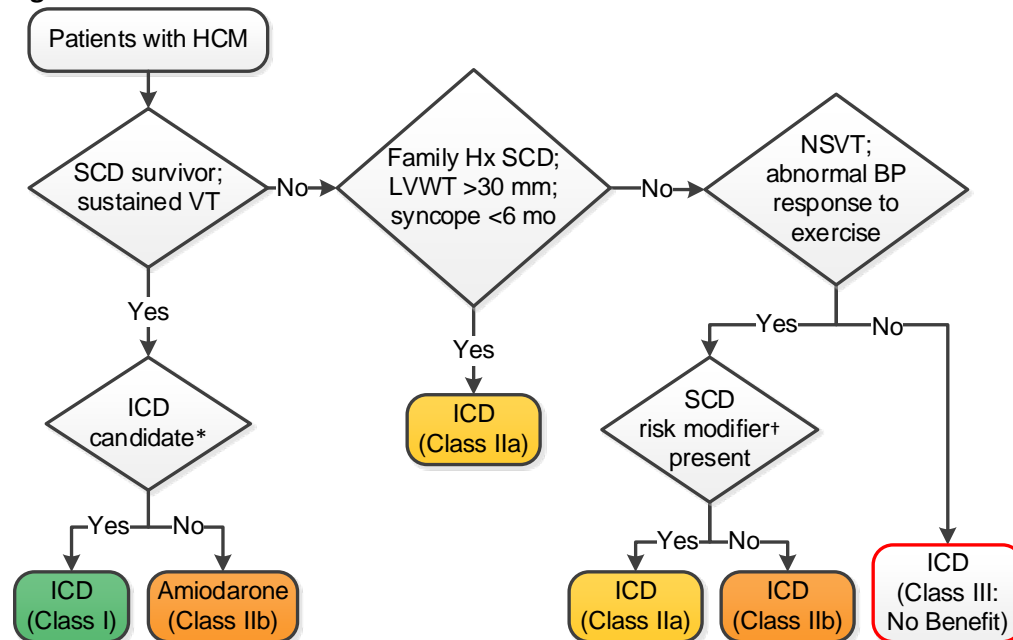 Patients with HCM
SCD survivor;
sustained VT
No
Family Hx SCD;
LVWT >30 mm;
syncope <6 mo
No
NSVT;
abnormal BP
response to
exercise
Yes
Yes
Yes
No
ICD
candidate*
ICD
(Class IIa)
SCD
risk modifier†
present
Yes
No
Yes
No
ICD
(Class I)
Amiodarone
(Class IIb)
ICD
(Class IIa)
ICD
(Class IIb)
ICD
(Class III:
No Benefit)